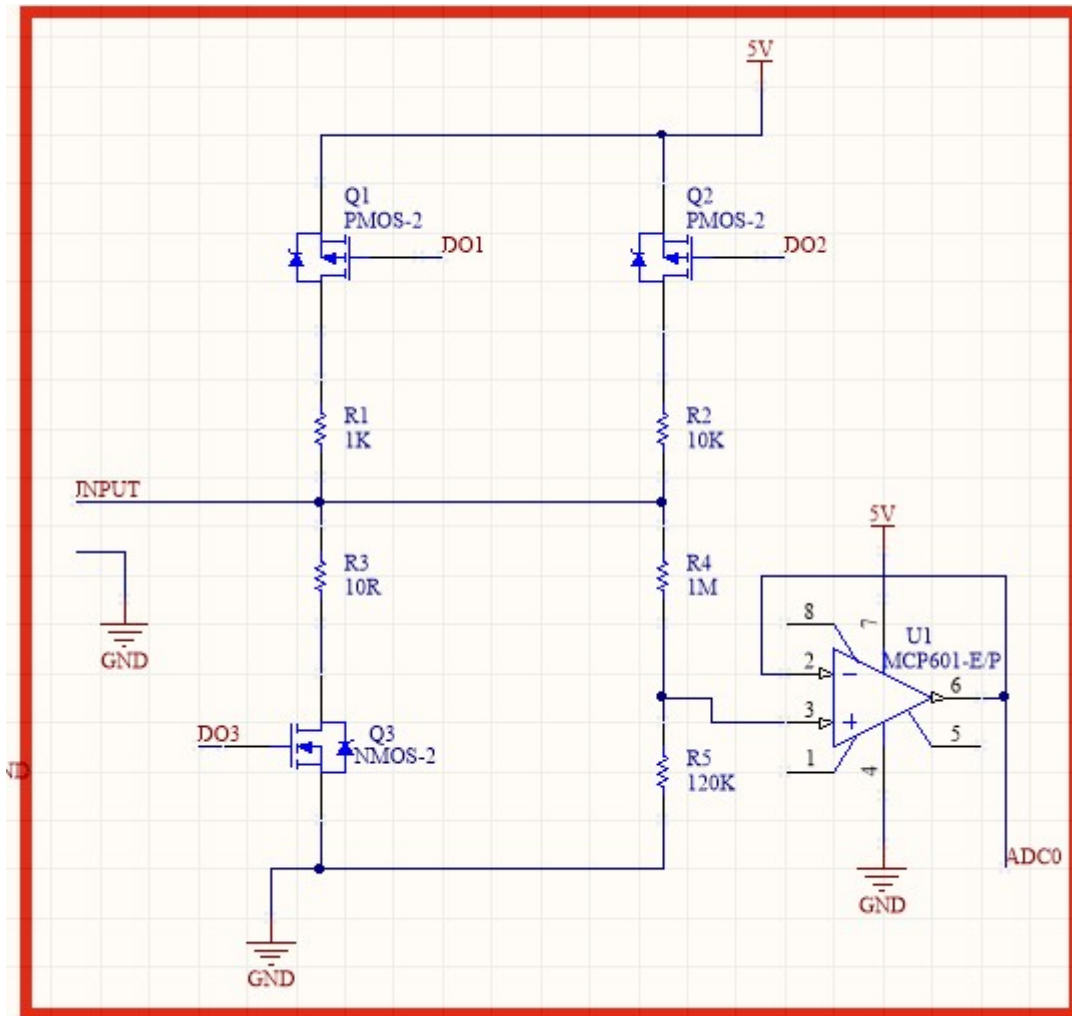 5V
Q1
PMOS-2
DO1
Q2
PMOS-2
DO2
R1
1K
R2
10K
INPUT
5V
R3
10R
R4
1M
GND
8
7
U1
MCP601-E/P
2
6
3
5
1
4
DO3
Q3
NMOS-2
R5
120K
ADC0
GND
GND